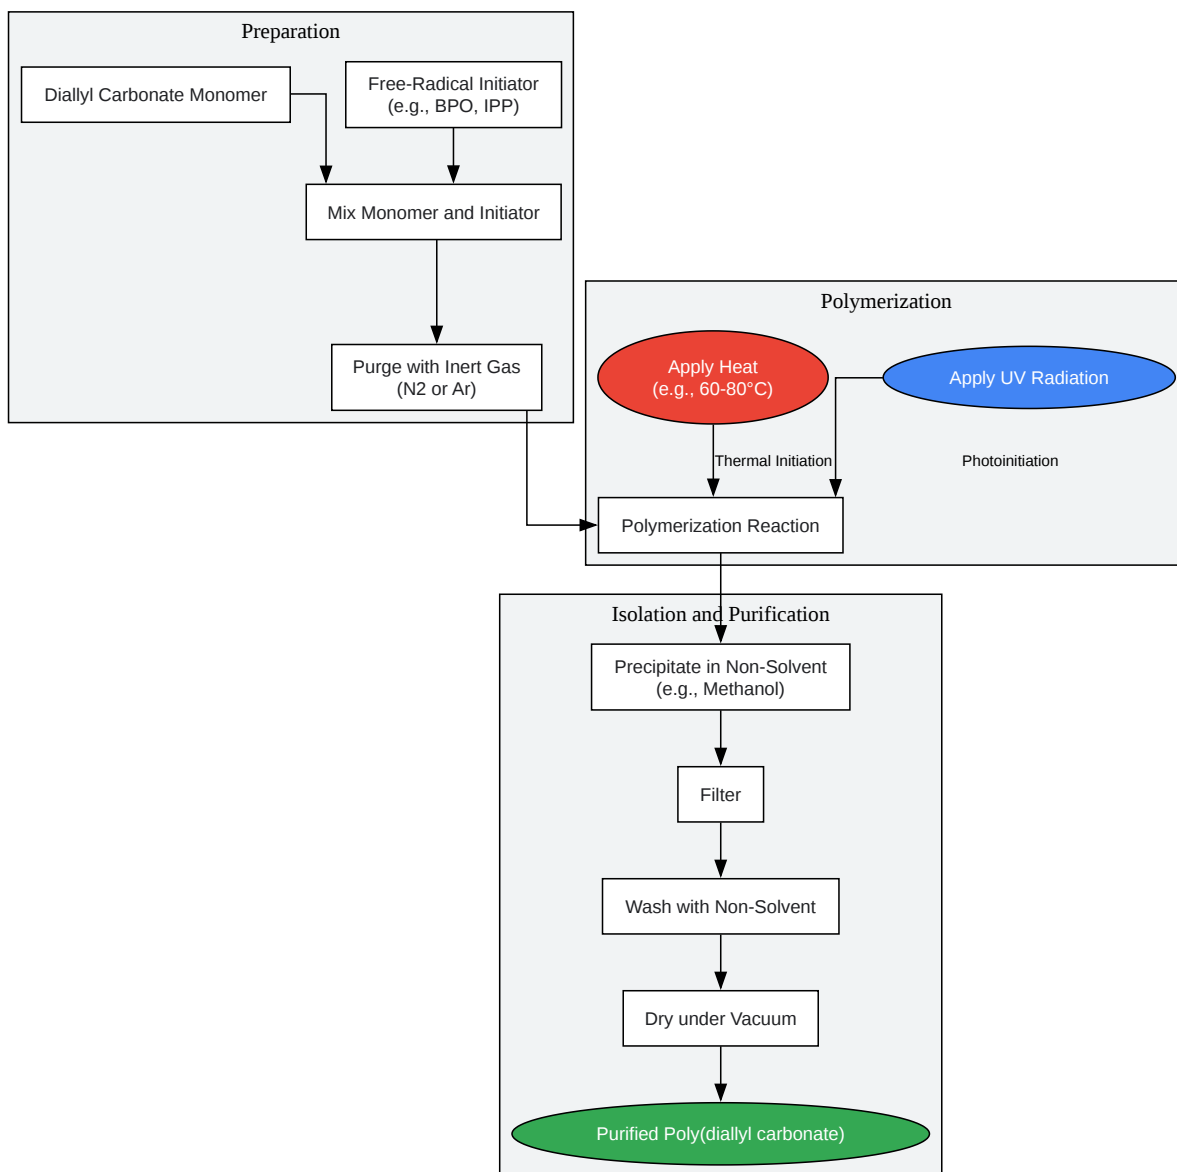 Preparation
Diallyl Carbonate Monomer
Free-Radical Initiator
(e.g., BPO, IPP)
Mix Monomer and Initiator
Purge with Inert Gas
(N2 or Ar)
Polymerization
Apply Heat
(e.g., 60-80°C)
Apply UV Radiation
Thermal Initiation
Photoinitiation
Polymerization Reaction
Isolation and Purification
Precipitate in Non-Solvent
(e.g., Methanol)
Filter
Wash with Non-Solvent
Dry under Vacuum
Purified Poly(diallyl carbonate)